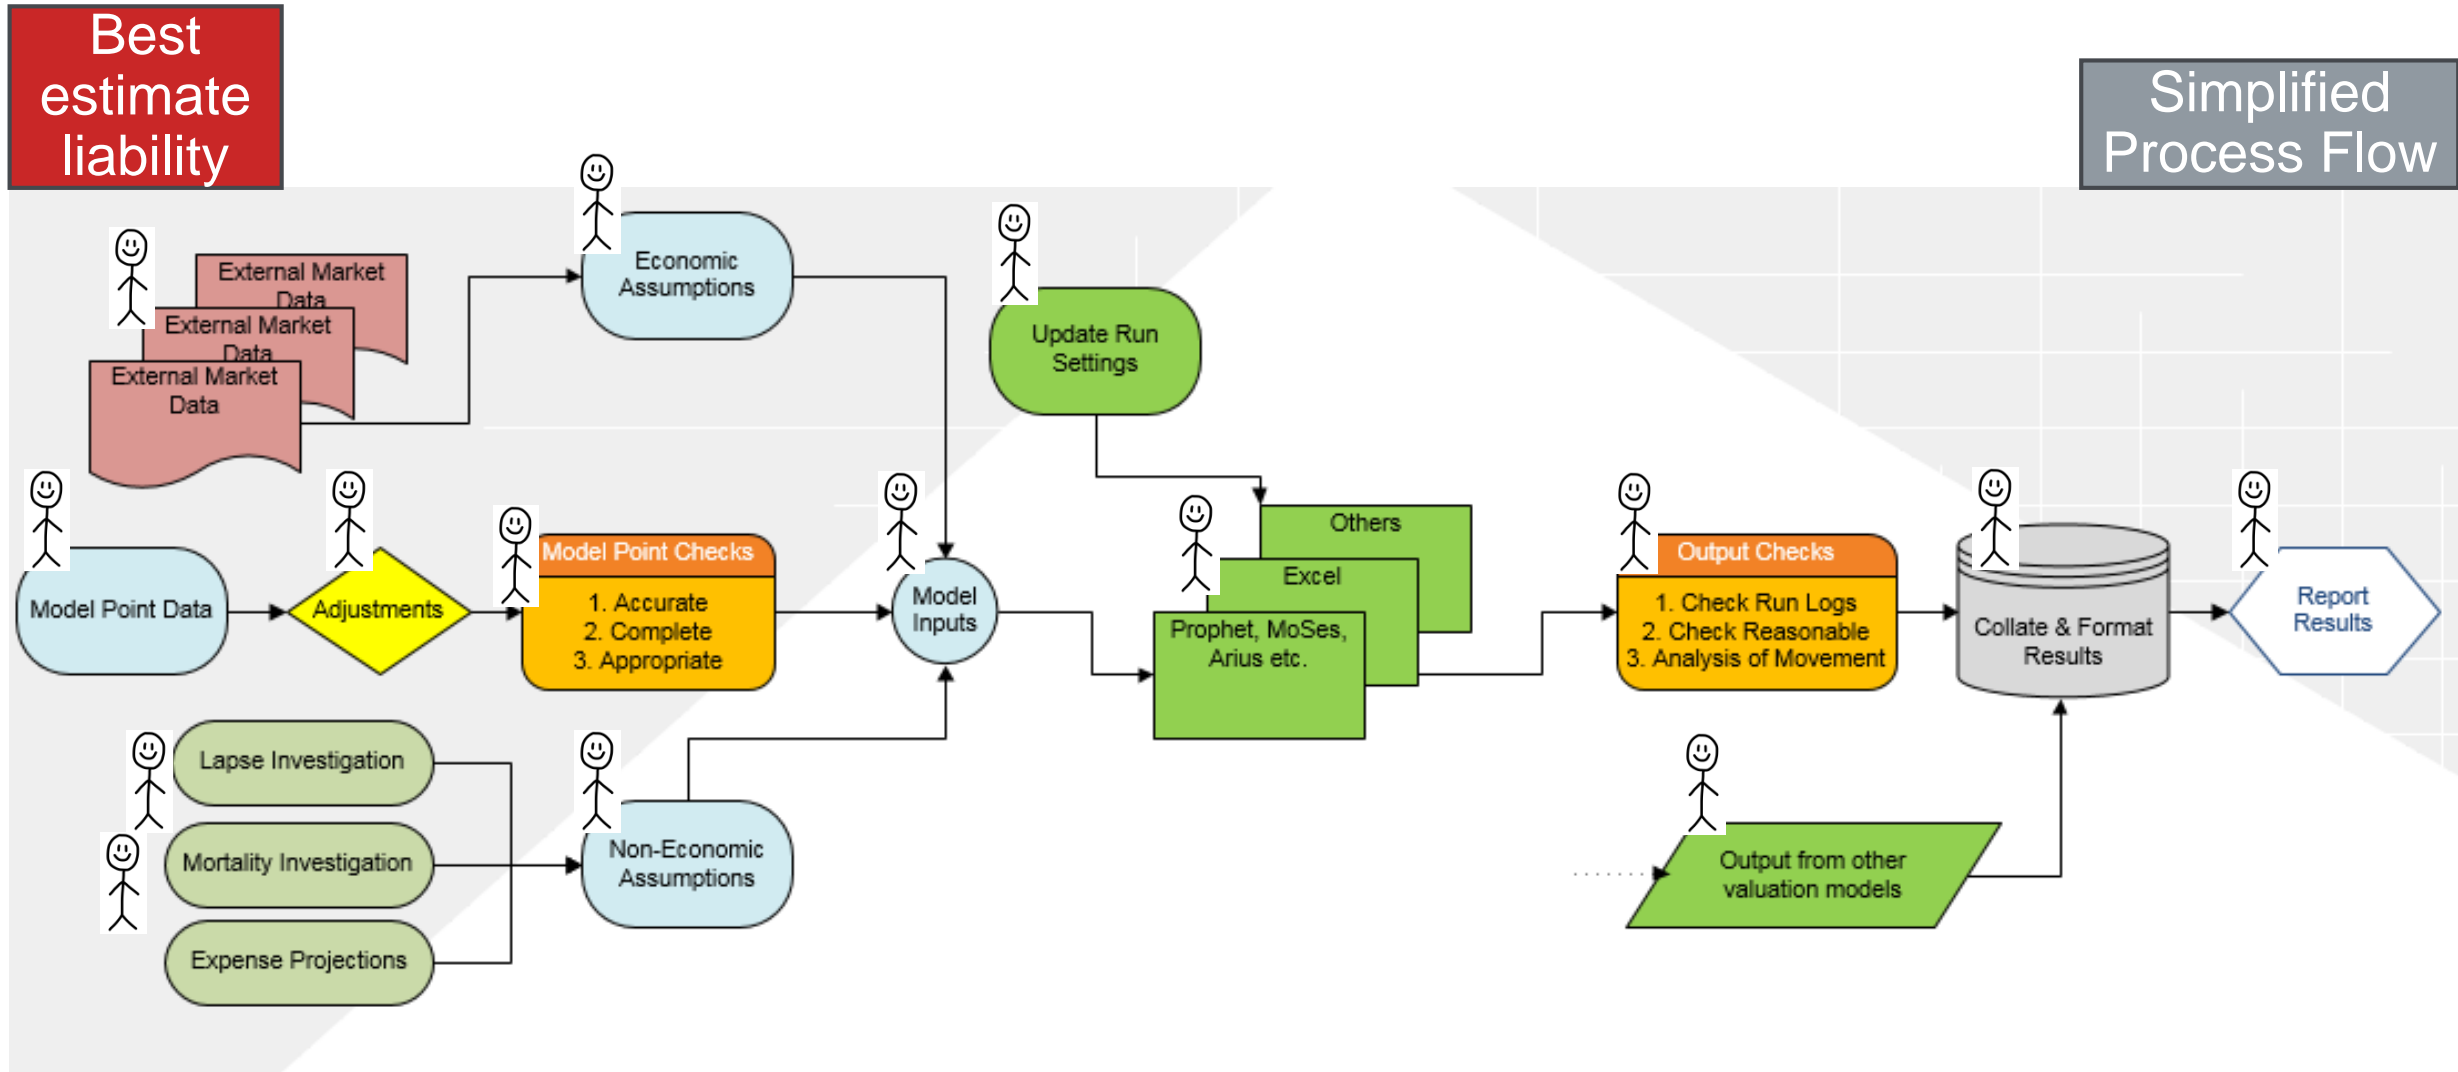 Best
estimate
liability
Simplified
Process Flow
External Market
Data
External Market
Data
External Market
Data
Economic
Assumptions
Update Run
Settings
Model Point Data
Adjustments
Model Point Checks
1. Accurate
2. Complete
3. Appropriate
Model
Inputs
Others
Excel
Prophet, MoSes,
Arius etc.
Output Checks
1. Check Run Logs
2. Check Reasonable
3. Analysis of Movement
Collate & Format
Results
Report
Results
Lapse Investigation
Mortality Investigation
Expense Projections
Non-Economic
Assumptions
Output from other
valuation models